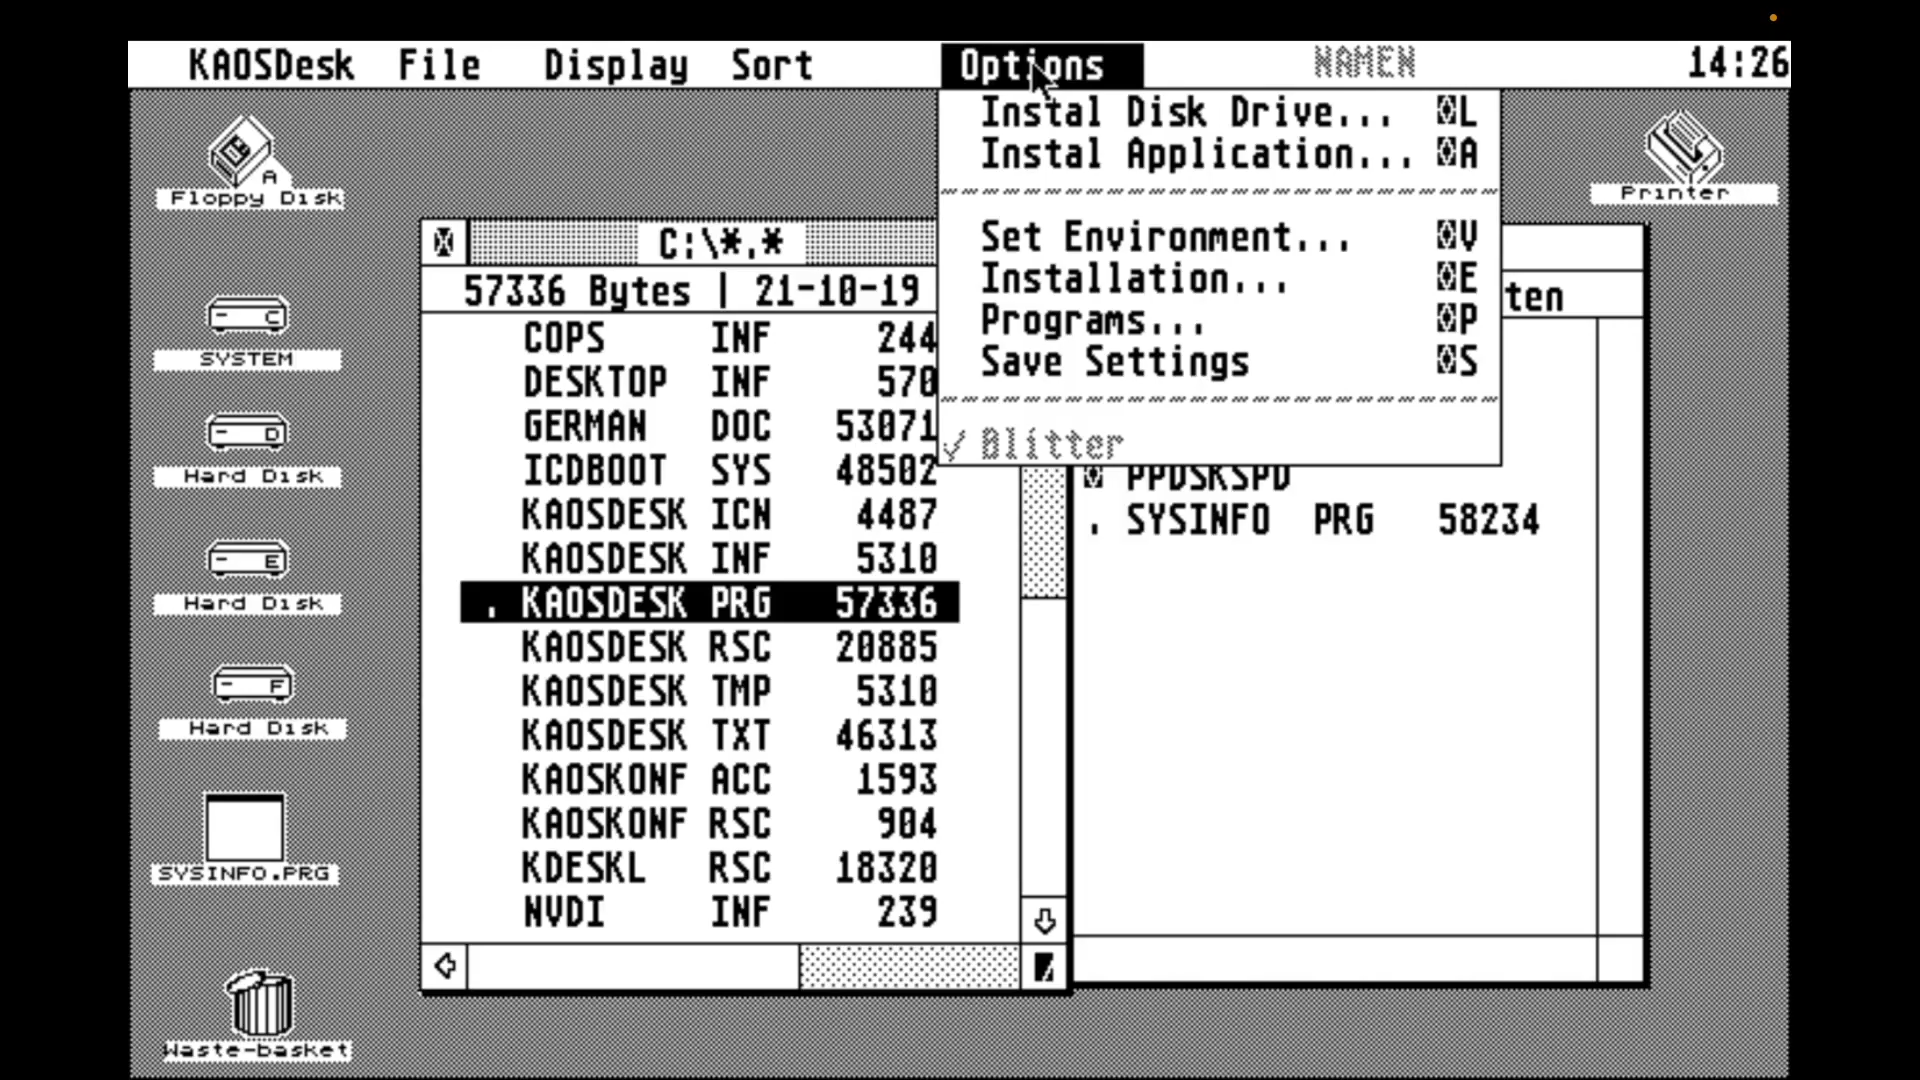 KAOSDesk File Display Sort Options NAMEN 14:26
Instal Disk Drive... L
Instal Application... A
Set Environment... V
Installation... E
Programs... P
Save Settings S
✓ Blitter
A
Floppy Disk
C
SYSTEM
D
Hard Disk
E
Hard Disk
F
Hard Disk
SYSINFO.PRG
Waste-basket
Printer
C:\*.*
57336 Bytes | 21-10-19
COPS INF 244
DESKTOP INF 570
GERMAN DOC 53071
ICDBOOT SYS 48502
KAOSDESK ICN 4487
KAOSDESK INF 5310
. KAOSDESK PRG 57336
KAOSDESK RSC 20885
KAOSDESK TMP 5310
KAOSDESK TXT 46313
KAOSKONF ACC 1593
KAOSKONF RSC 904
KDESKL RSC 18320
NVDI INF 239
ten
PPDSKSPD
. SYSINFO PRG 58234